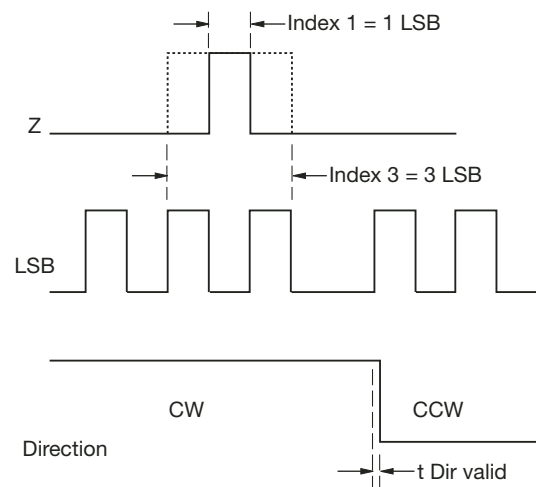 Index 1 = 1 LSB
Z
Index 3 = 3 LSB
LSB
CW
CCW
Direction
t Dir valid